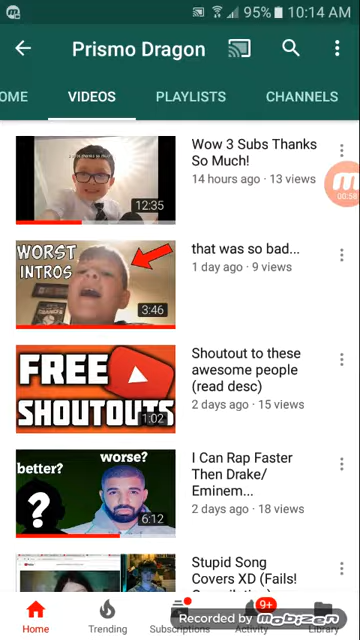 95% 10:14 AM
Prismo Dragon
OME VIDEOS PLAYLISTS CHANNELS
12:35
Wow 3 Subs Thanks
So Much!
14 hours ago · 13 views
00:58
WORST
INTROS
3:46
that was so bad...
1 day ago · 9 views
FREE
SHOUTOUTS
1:02
Shoutout to these
awesome people
(read desc)
2 days ago · 15 views
better?
worse?
?
6:12
I Can Rap Faster
Then Drake/
Eminem...
2 days ago · 18 views
Stupid Song
Covers XD (Fails!
9+
Home Trending Subscriptions Activity Library
Recorded by mobizen